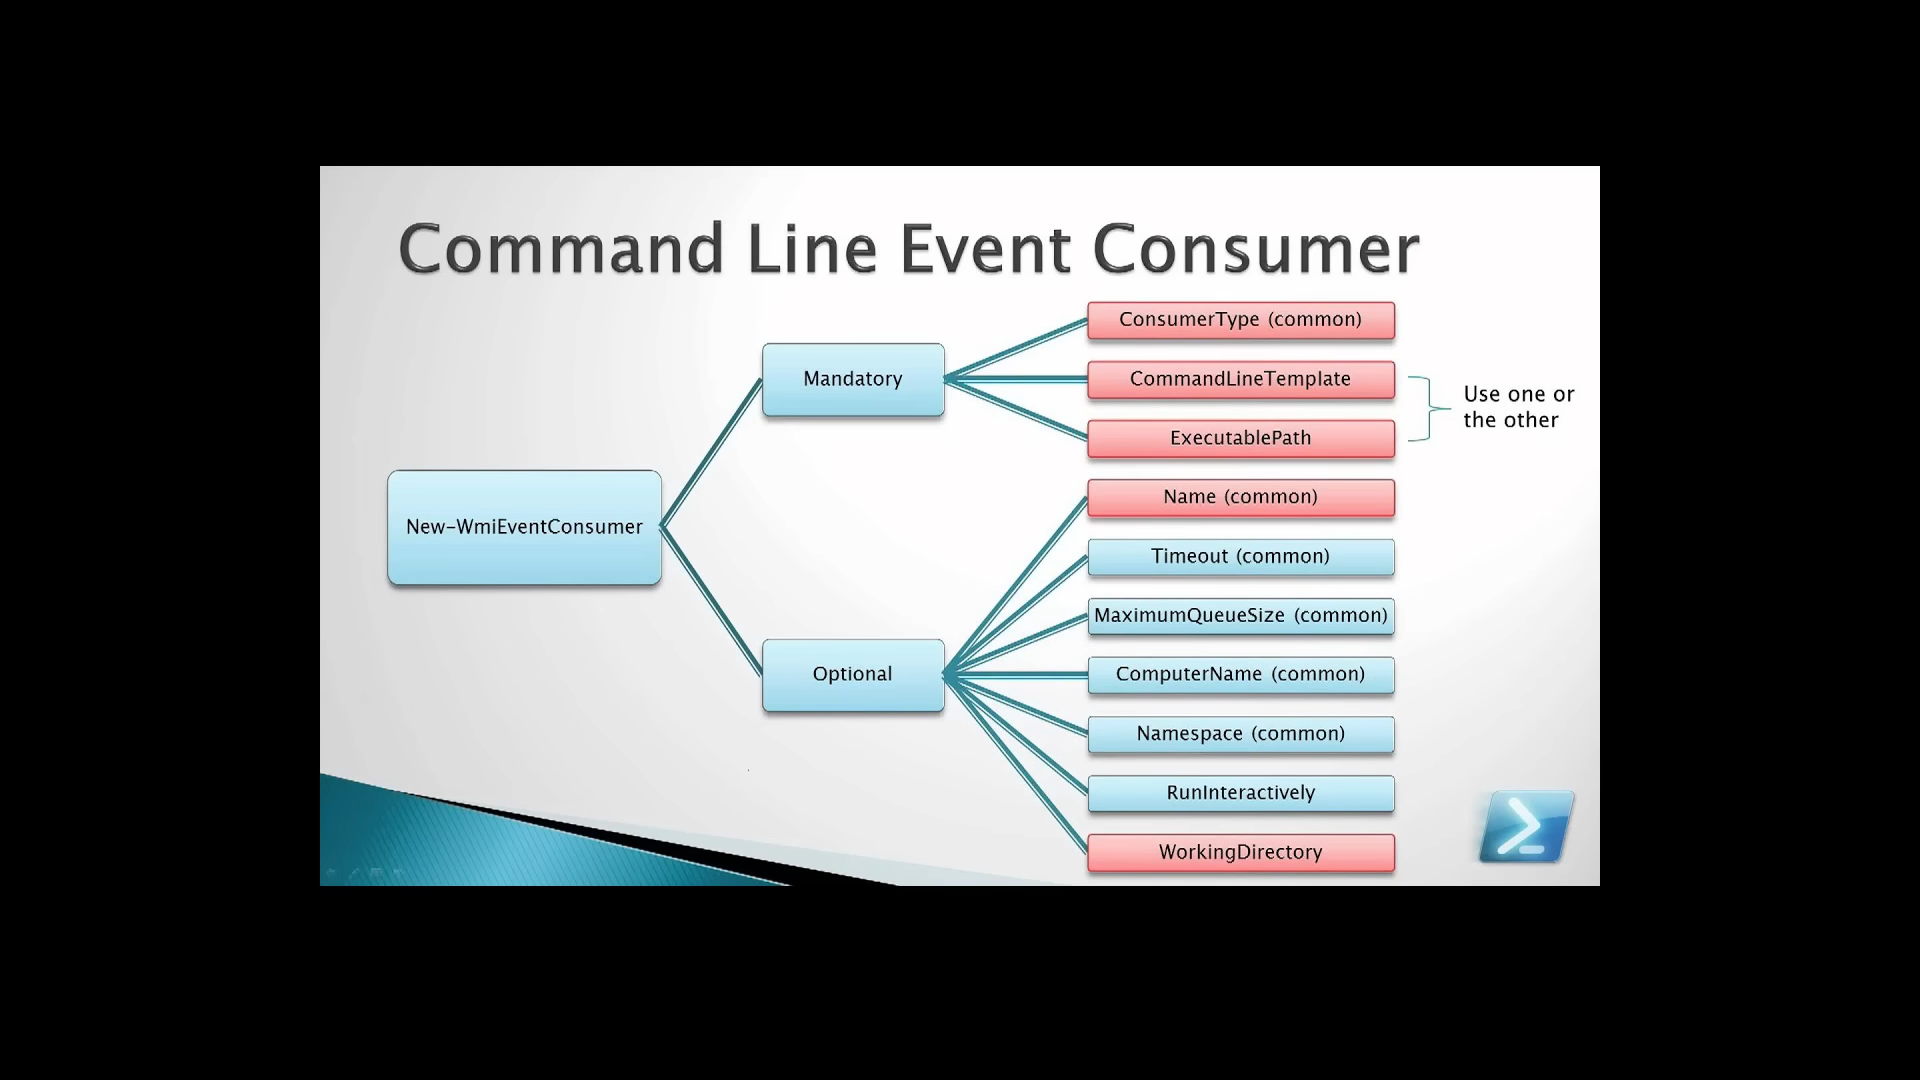 Command Line Event Consumer
ConsumerType (common)
Mandatory
CommandLineTemplate
Use one or
the other
ExecutablePath
Name (common)
New-WmiEventConsumer
Timeout (common)
MaximumQueueSize (common)
Optional
ComputerName (common)
Namespace (common)
RunInteractively
WorkingDirectory